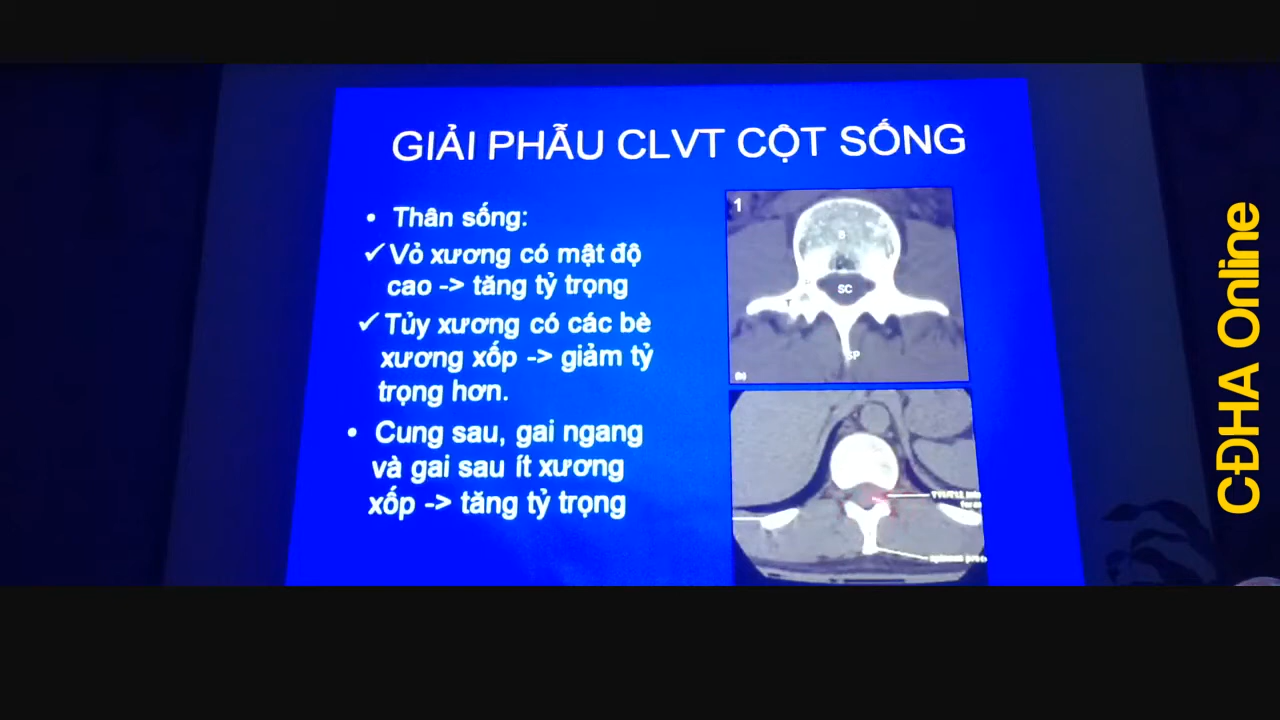 GIẢI PHẪU CLVT CỘT SỐNG
• Thân sống:
✓ Vỏ xương có mật độ
cao -> tăng tỷ trọng
✓ Tủy xương có các bè
xương xốp -> giảm tỷ
trọng hơn.
• Cung sau, gai ngang
và gai sau ít xương
xốp -> tăng tỷ trọng
1
B
SC
T
SP
CĐHA Online